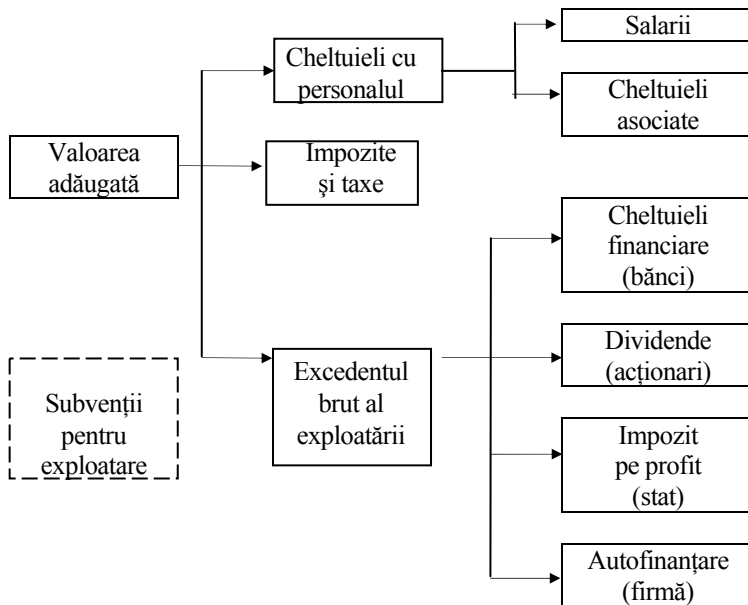 Salarii
Cheltuieli cu
personalul
Cheltuieli
asociate
Valoarea
adăugată
Impozite
şi taxe
Cheltuieli
financiare
(bănci)
Excedentul
brut al
exploatării
Dividende
(acționari)
Subvenții
pentru
exploatare
Impozit
pe profit
(stat)
Autofinanțare
(firmă)